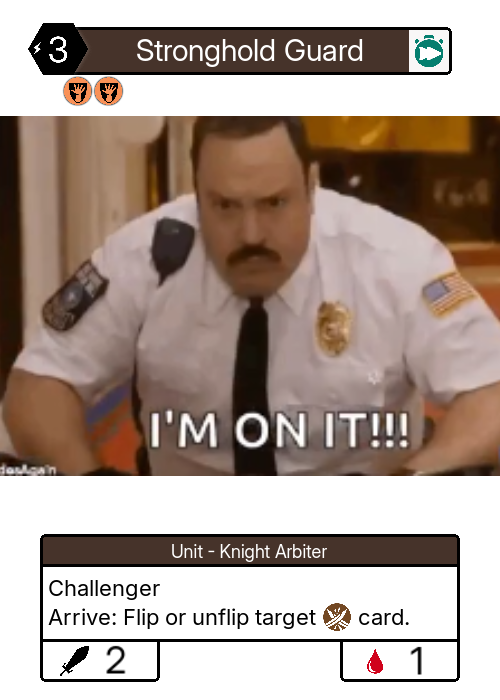 3
Stronghold Guard
I'M ON IT!!!
Unit - Knight Arbiter
Challenger
Arrive: Flip or unflip target card.
2
1